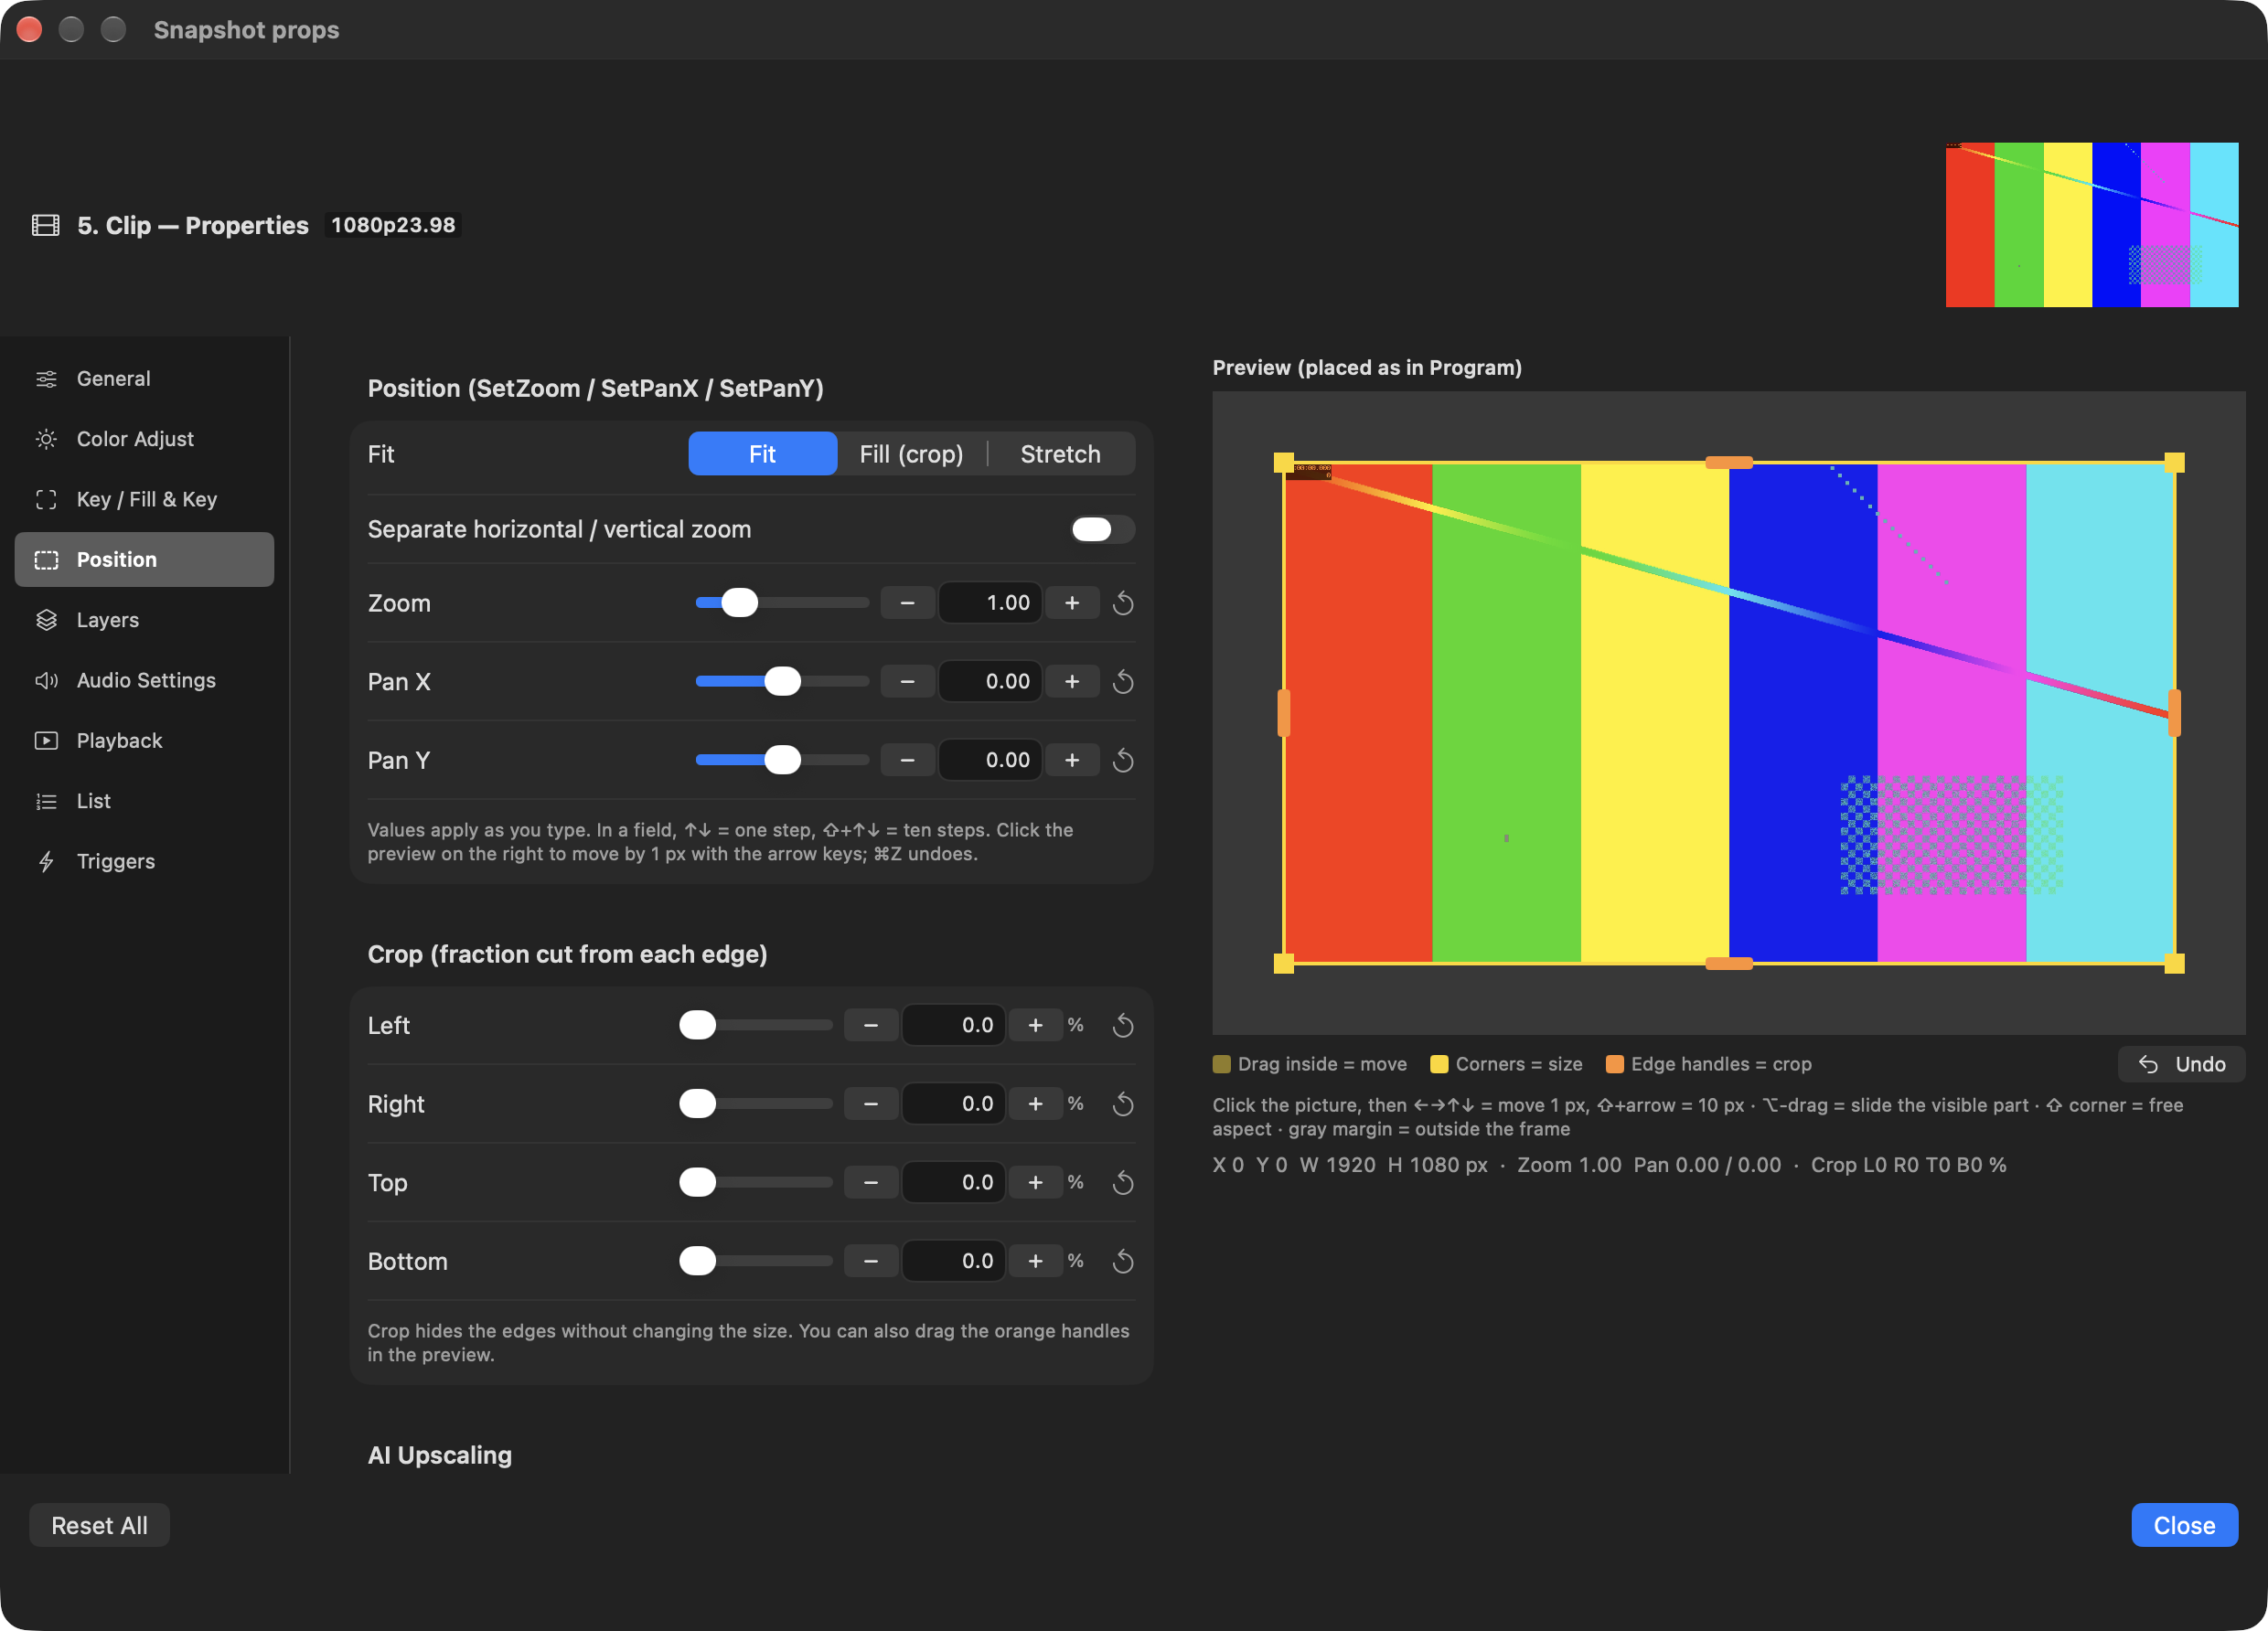 Snapshot props
5. Clip — Properties 1080p23.98
General
Color Adjust
Key / Fill & Key
Position
Layers
Audio Settings
Playback
List
Triggers
Position (SetZoom / SetPanX / SetPanY)
Fit Fit Fill (crop) Stretch
Separate horizontal / vertical zoom
Zoom − 1.00 +
Pan X − 0.00 +
Pan Y − 0.00 +
Values apply as you type. In a field, ↑↓ = one step, ⇧+↑↓ = ten steps. Click the
preview on the right to move by 1 px with the arrow keys; ⌘Z undoes.
Crop (fraction cut from each edge)
Left − 0.0 + %
Right − 0.0 + %
Top − 0.0 + %
Bottom − 0.0 + %
Crop hides the edges without changing the size. You can also drag the orange handles
in the preview.
AI Upscaling
Preview (placed as in Program)
Drag inside = move Corners = size Edge handles = crop Undo
Click the picture, then ←→↑↓ = move 1 px, ⇧+arrow = 10 px · ⌥-drag = slide the visible part · ⇧ corner = free
aspect · gray margin = outside the frame
X 0 Y 0 W 1920 H 1080 px · Zoom 1.00 Pan 0.00 / 0.00 · Crop L0 R0 T0 B0 %
Reset All
Close